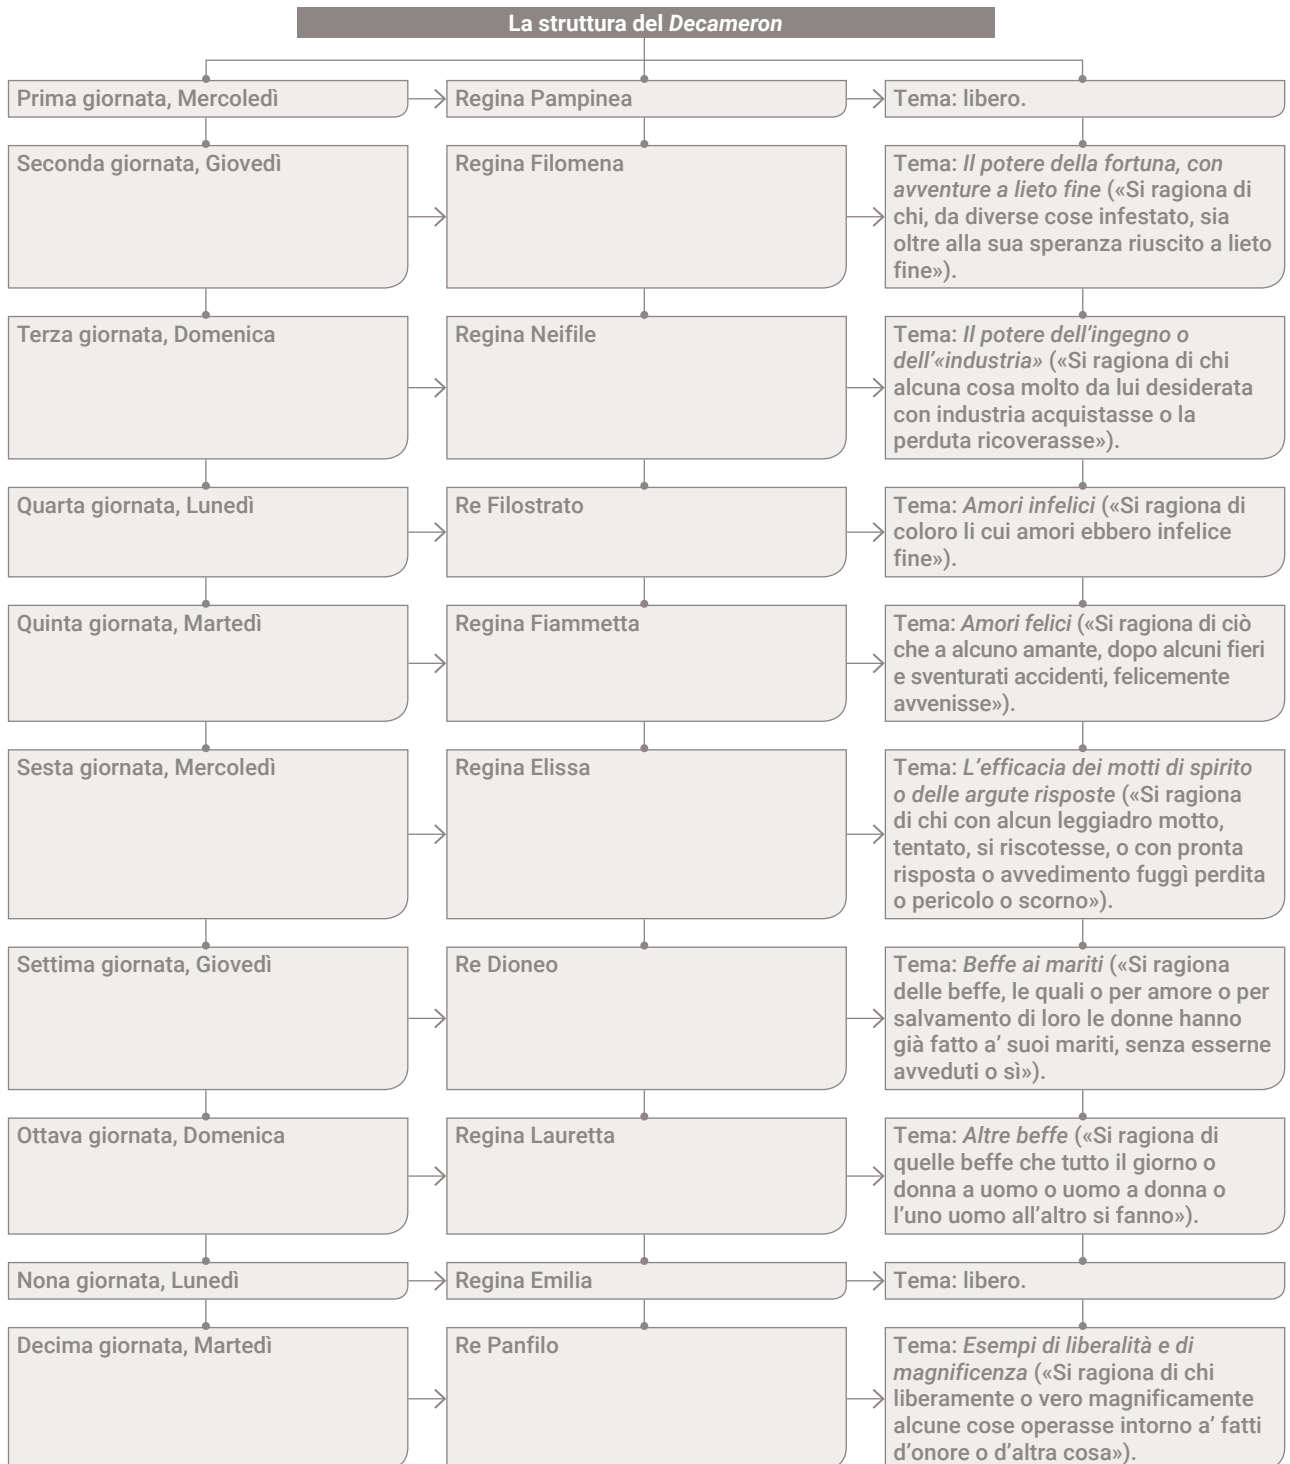 La struttura del Decameron
Prima giornata, Mercoledì
Regina Pampinea
Tema: libero.
Seconda giornata, Giovedì
Regina Filomena
Tema: Il potere della fortuna, con
avventure a lieto fine («Si ragiona di
chi, da diverse cose infestato, sia
oltre alla sua speranza riuscito a lieto
fine»).
Terza giornata, Domenica
Regina Neifile
Tema: Il potere dell'ingegno o
dell'«industria» («Si ragiona di chi
alcuna cosa molto da lui desiderata
con industria acquistasse o la
perduta ricoverasse»).
Quarta giornata, Lunedì
Re Filostrato
Tema: Amori infelici («Si ragiona di
coloro li cui amori ebbero infelice
fine»).
Quinta giornata, Martedì
Regina Fiammetta
Tema: Amori felici («Si ragiona di ciò
che a alcuno amante, dopo alcuni fieri
e sventurati accidenti, felicemente
avvenisse»).
Sesta giornata, Mercoledì
Regina Elissa
Tema: L'efficacia dei motti di spirito
o delle argute risposte («Si ragiona
di chi con alcun leggiadro motto,
tentato, si riscotesse, o con pronta
risposta o avvedimento fuggì perdita
o pericolo o scorno»).
Settima giornata, Giovedì
Re Dioneo
Tema: Beffe ai mariti («Si ragiona
delle beffe, le quali o per amore o per
salvamento di loro le donne hanno
già fatto a' suoi mariti, senza esserne
avveduti o sì»).
Ottava giornata, Domenica
Regina Lauretta
Tema: Altre beffe («Si ragiona di
quelle beffe che tutto il giorno o
donna a uomo o uomo a donna o
l'uno uomo all'altro si fanno»).
Nona giornata, Lunedì
Regina Emilia
Tema: libero.
Decima giornata, Martedì
Re Panfilo
Tema: Esempi di liberalità e di
magnificenza («Si ragiona di chi
liberamente o vero magnificamente
alcune cose operasse intorno a' fatti
d'onore o d'altra cosa»).